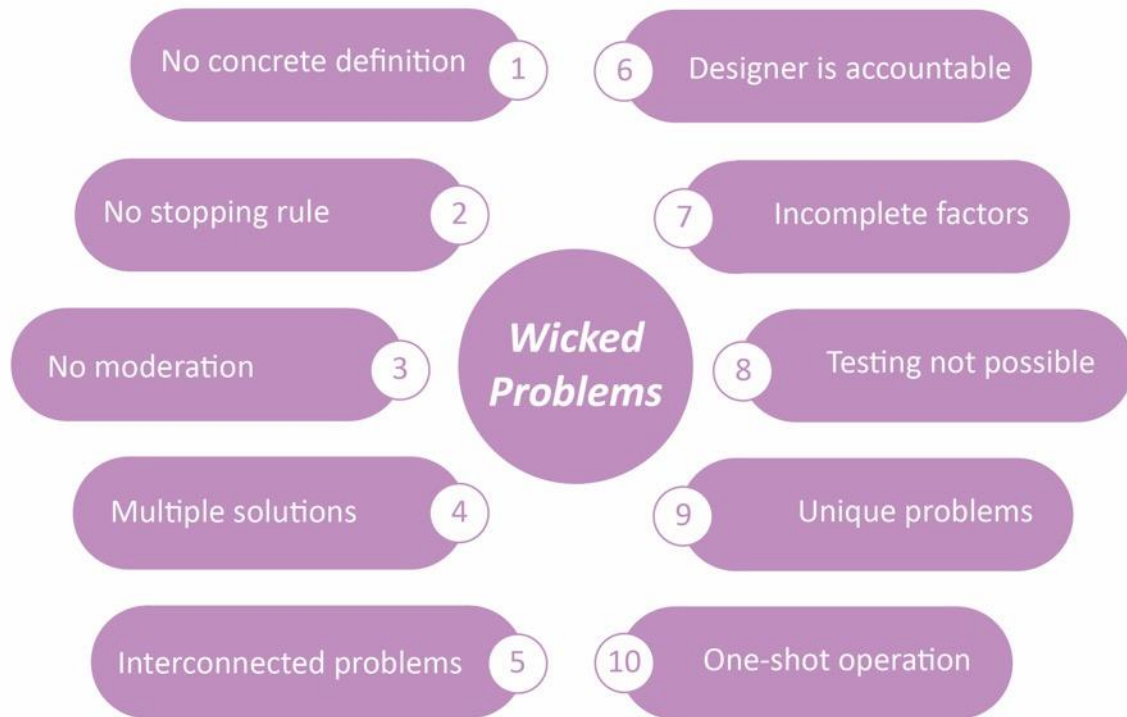 No concrete definition 1
No stopping rule 2
No moderation 3
Multiple solutions 4
Interconnected problems 5
Wicked
Problems
6 Designer is accountable
7 Incomplete factors
8 Testing not possible
9 Unique problems
10 One-shot operation